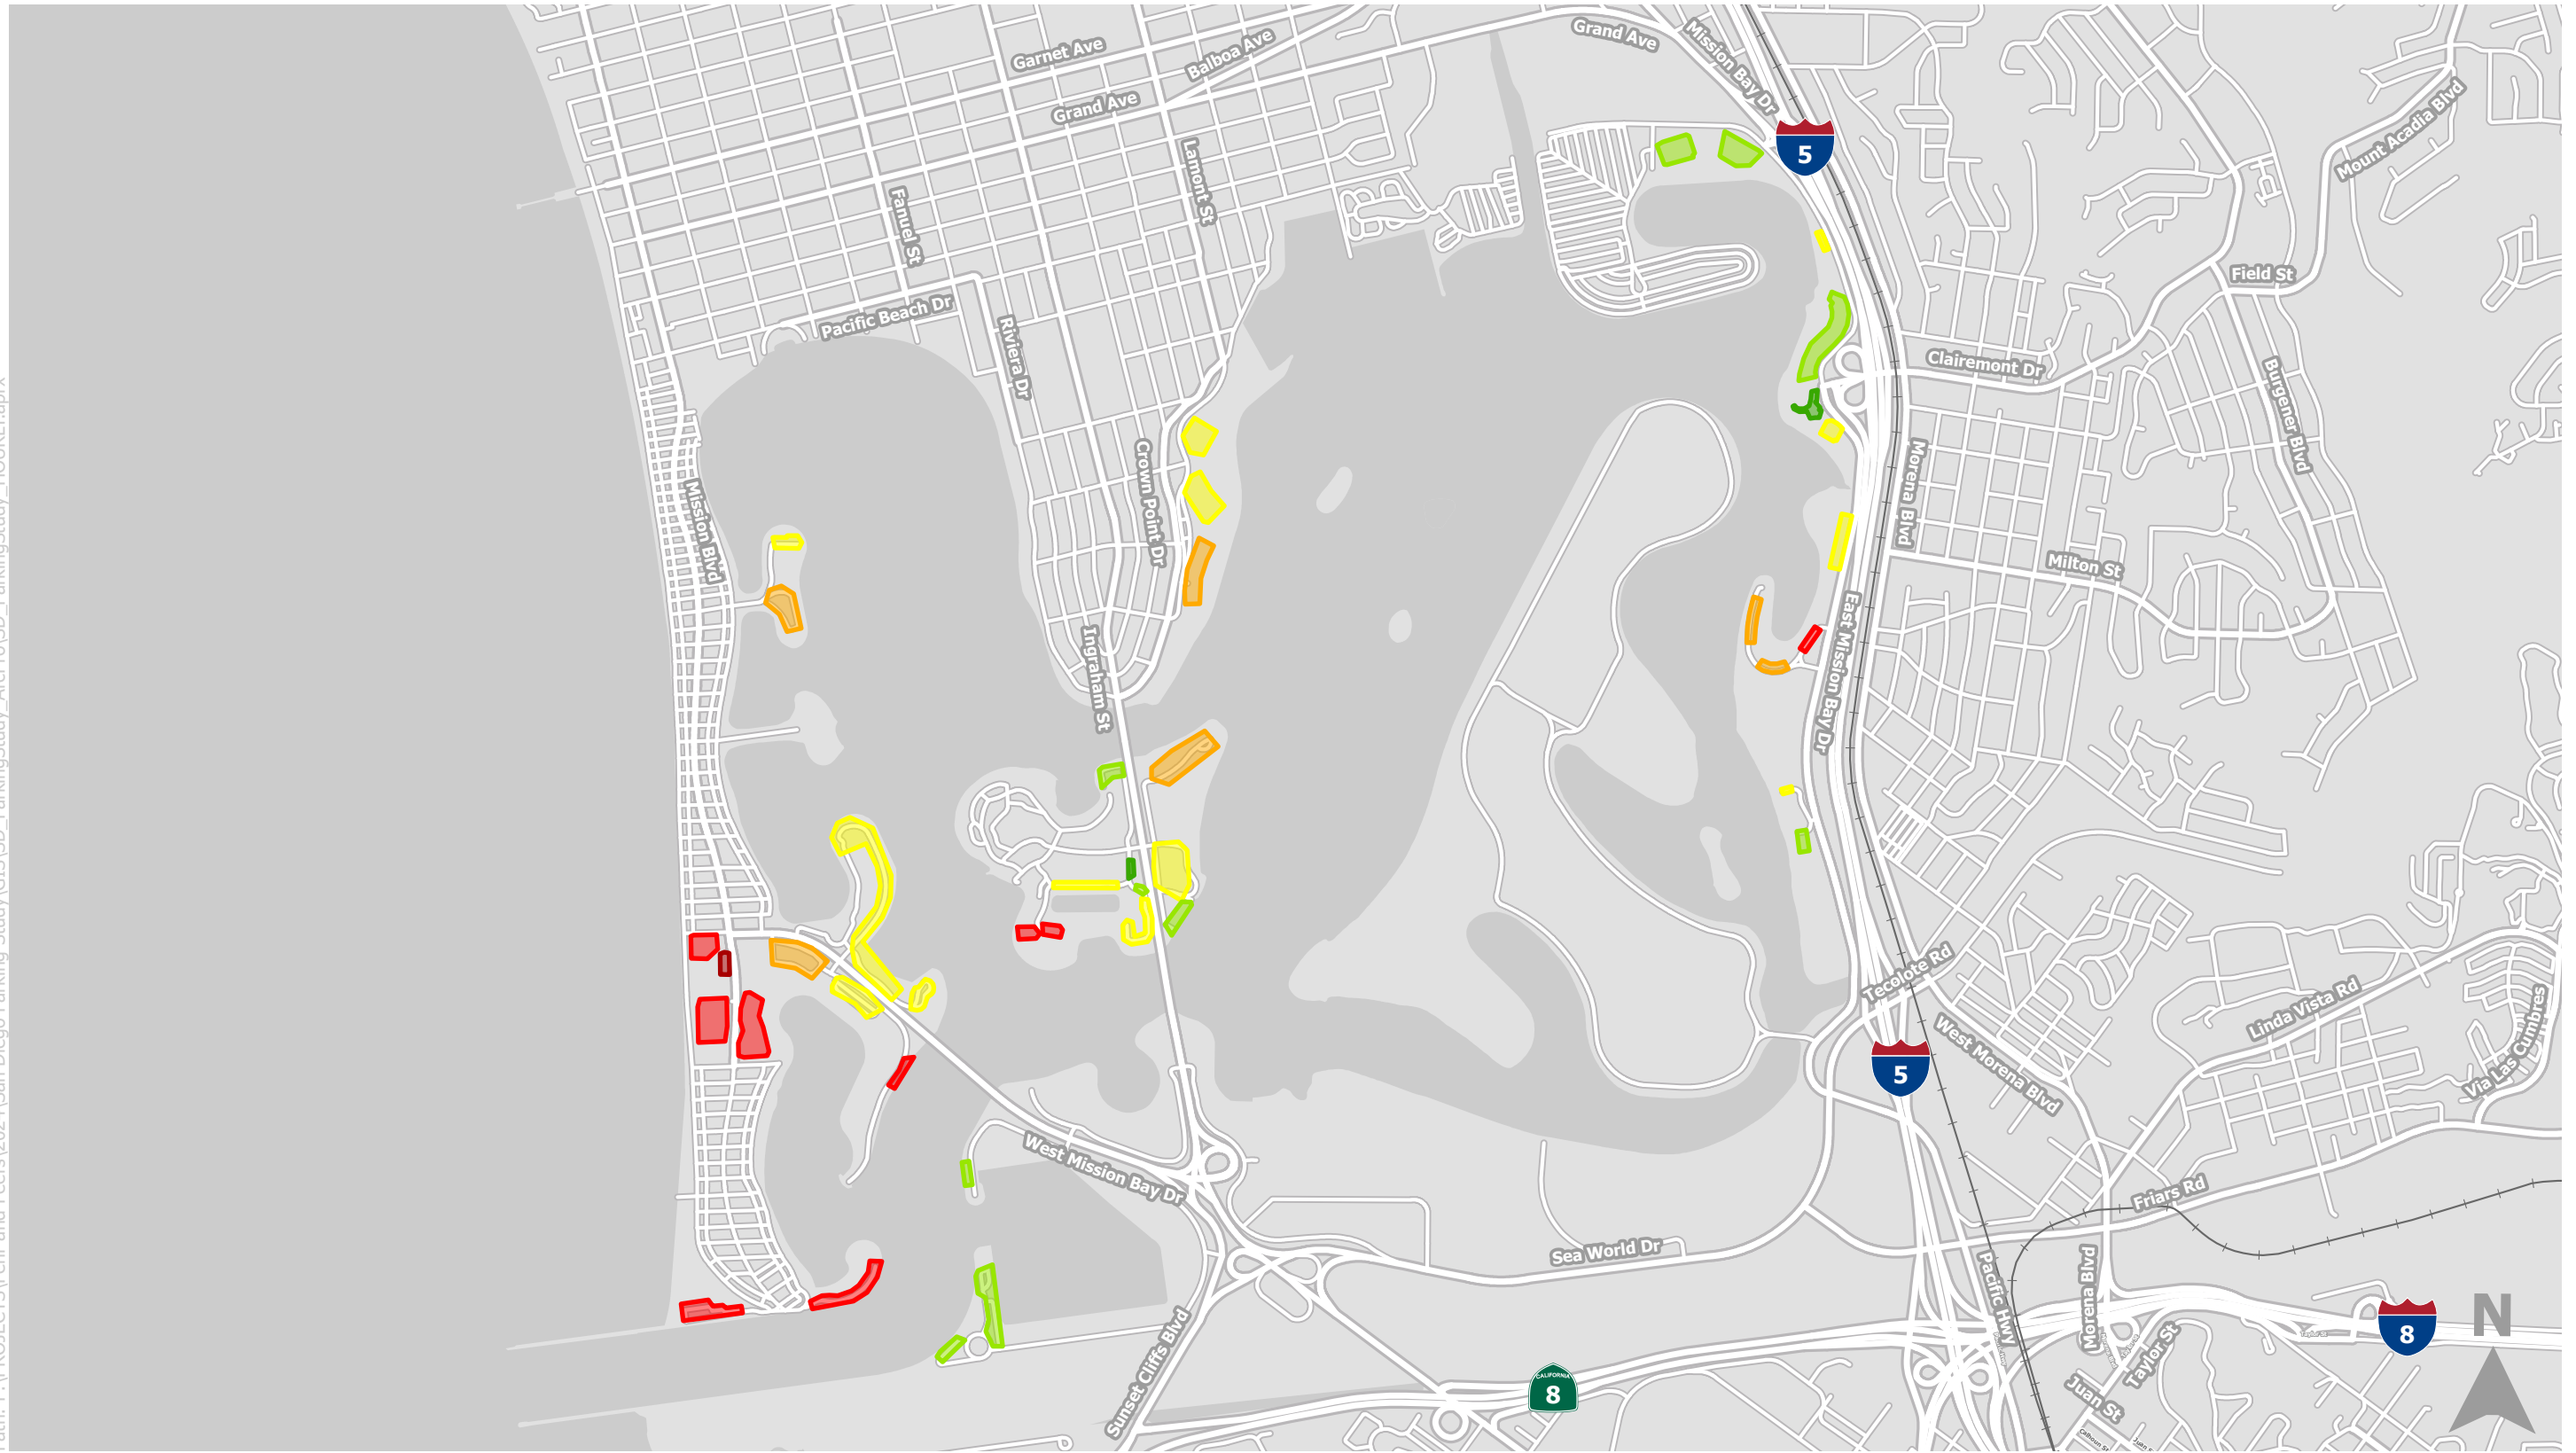 Garnet Ave
Balboa Ave
Grand Ave
Grand Ave
Mission Bay Dr
5
Mount Acadia Blvd
Lamont St
Fanuel St
Field St
Pacific Beach Dr
Riviera Dr
Clairemont Dr
Burgener Blvd
Crown Point Dr
Morena Blvd
Mission Blvd
Milton St
Ingraham St
East Mission Bay Dr
Tecolote Rd
Linda Vista Rd
Via Las Cumbres
West Morena Blvd
5
West Mission Bay Dr
Friars Rd
Sea World Dr
Pacific Hwy
Morena Blvd
Sunset Cliffs Blvd
Taylor St
Juan St
CALIFORNIA
8
8
N
Taylor St